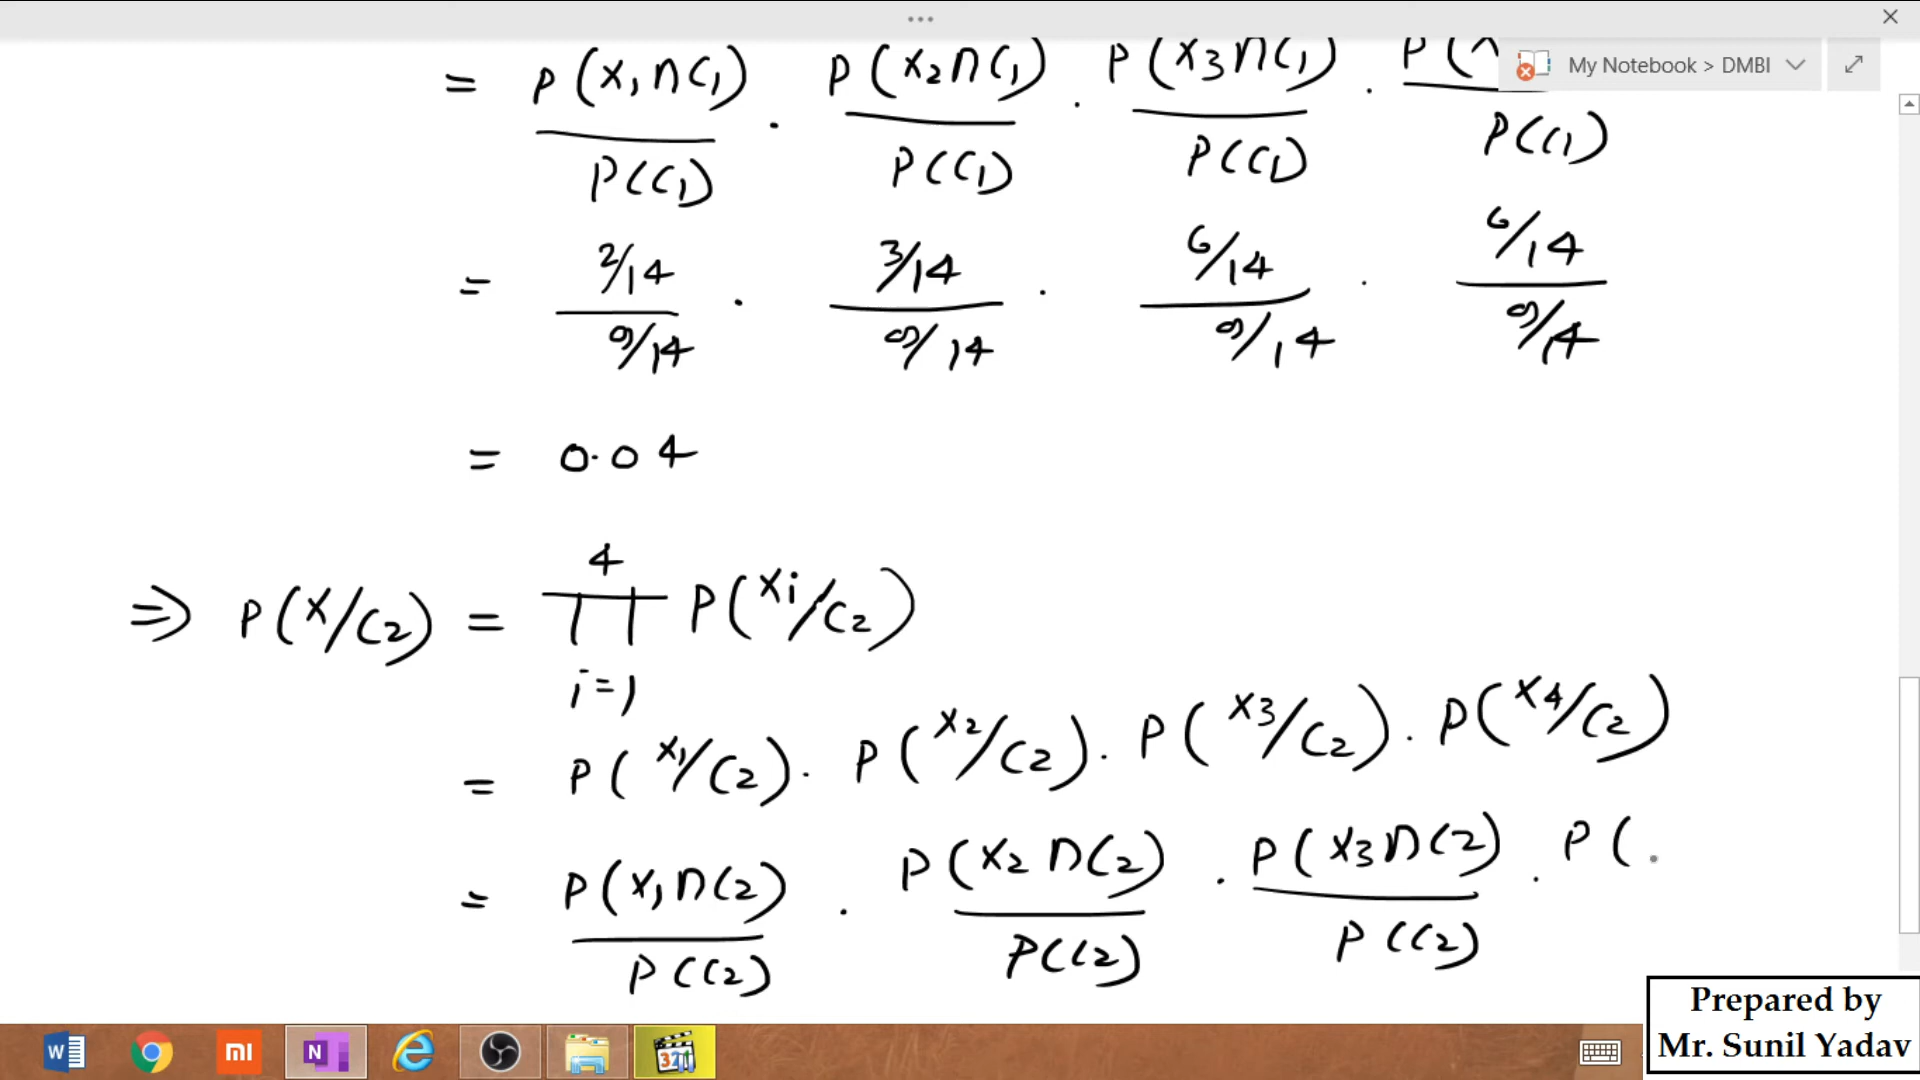 My Notebook > DMBI
= P(x₁∩C₁) / P(C₁) · P(x₂∩C₁) / P(C₁) · P(x₃∩C₁) / P(C₁) · P( / P(C₁)
= 2/14 / 9/14 · 3/14 / 9/14 · 6/14 / 9/14 · 6/14 / 9/14
= 0.04
⇒ P(X/C₂) = ∏ 4 i=1 P(xi/C₂)
= P(x₁/C₂) · P(x₂/C₂) · P(x₃/C₂) · P(x₄/C₂)
= P(x₁∩C₂) / P(C₂) · P(x₂∩C₂) / P(C₂) · P(x₃∩C₂) / P(C₂) · P(
Prepared by
Mr. Sunil Yadav
W
mi
N
e
321